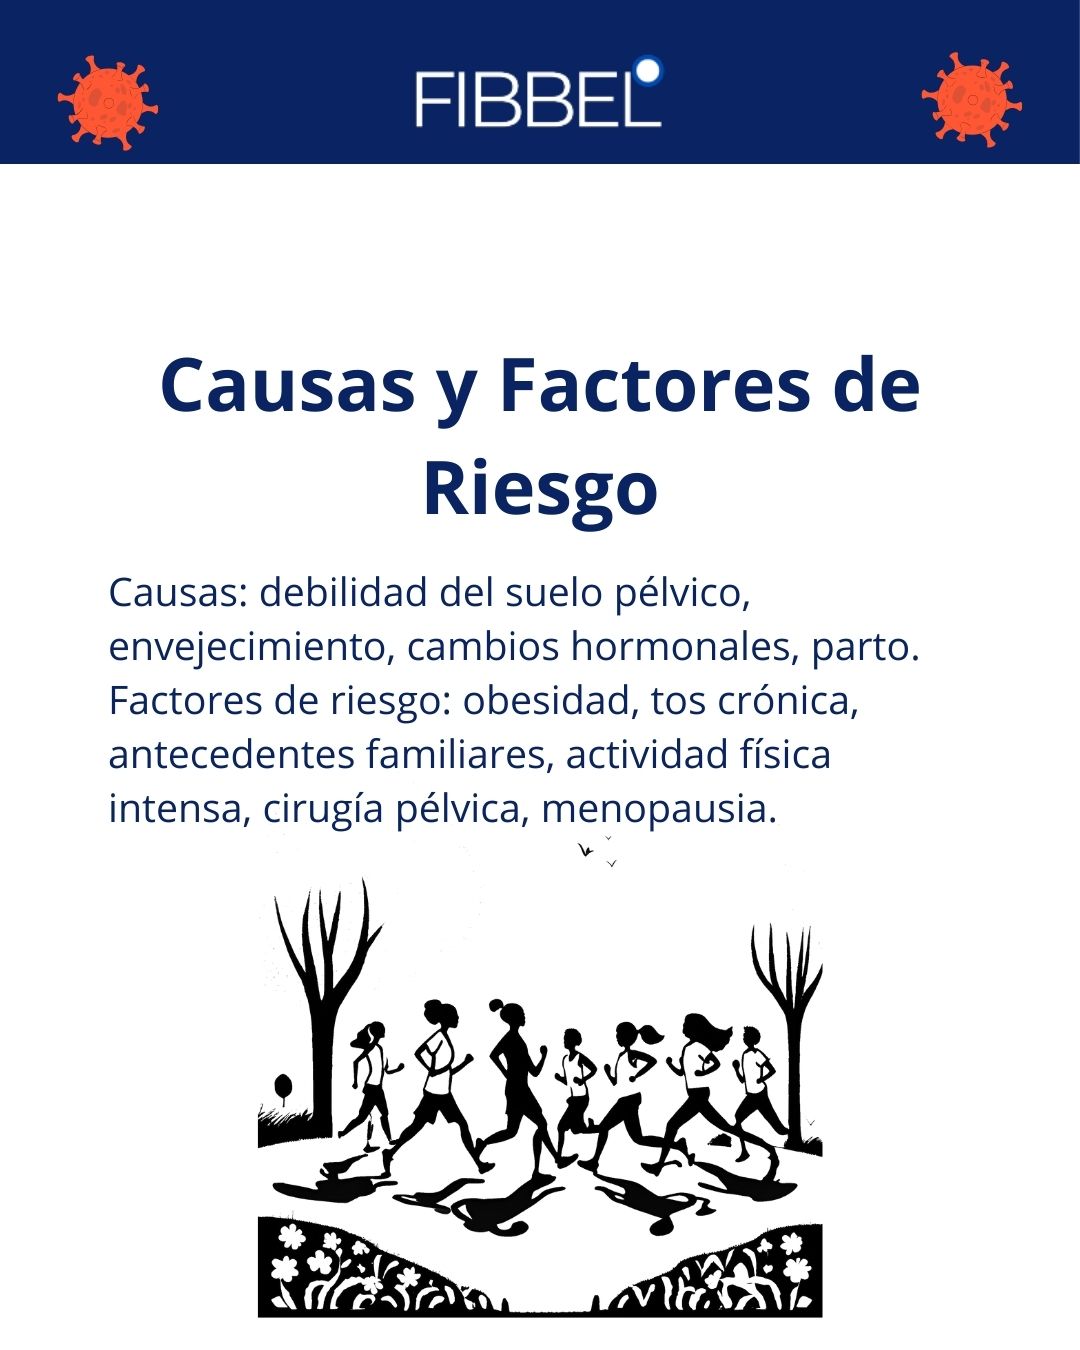 FIBBEL
Causas y Factores de
Riesgo
Causas: debilidad del suelo pélvico,
envejecimiento, cambios hormonales, parto.
Factores de riesgo: obesidad, tos crónica,
antecedentes familiares, actividad física
intensa, cirugía pélvica, menopausia.